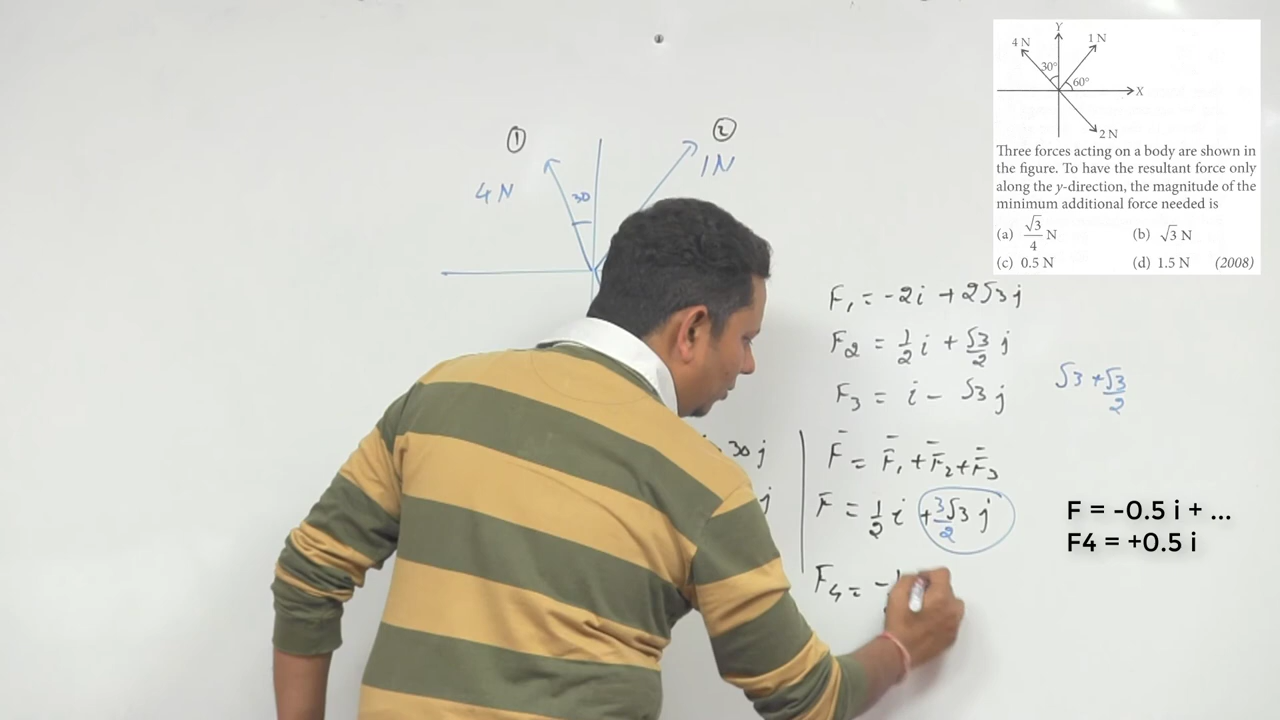 ① ②
4 N 30 1N
Y
4 N 1 N
30°
60°
X
2 N
Three forces acting on a body are shown in
the figure. To have the resultant force only
along the y-direction, the magnitude of the
minimum additional force needed is
(a) √3/4 N (b) √3 N
(c) 0.5 N (d) 1.5 N (2008)
F₁ = -2i + 2√3 j
F2 = 1/2 i + √3/2 j
F3 = i - √3 j
√3 + √3/2
30 j
j
F̄ = F̄₁ + F̄₂ + F̄₃
F̄ = 1/2 i + 3/2 √3 j
F₄ = -
F = -0.5 i + ...
F4 = +0.5 i